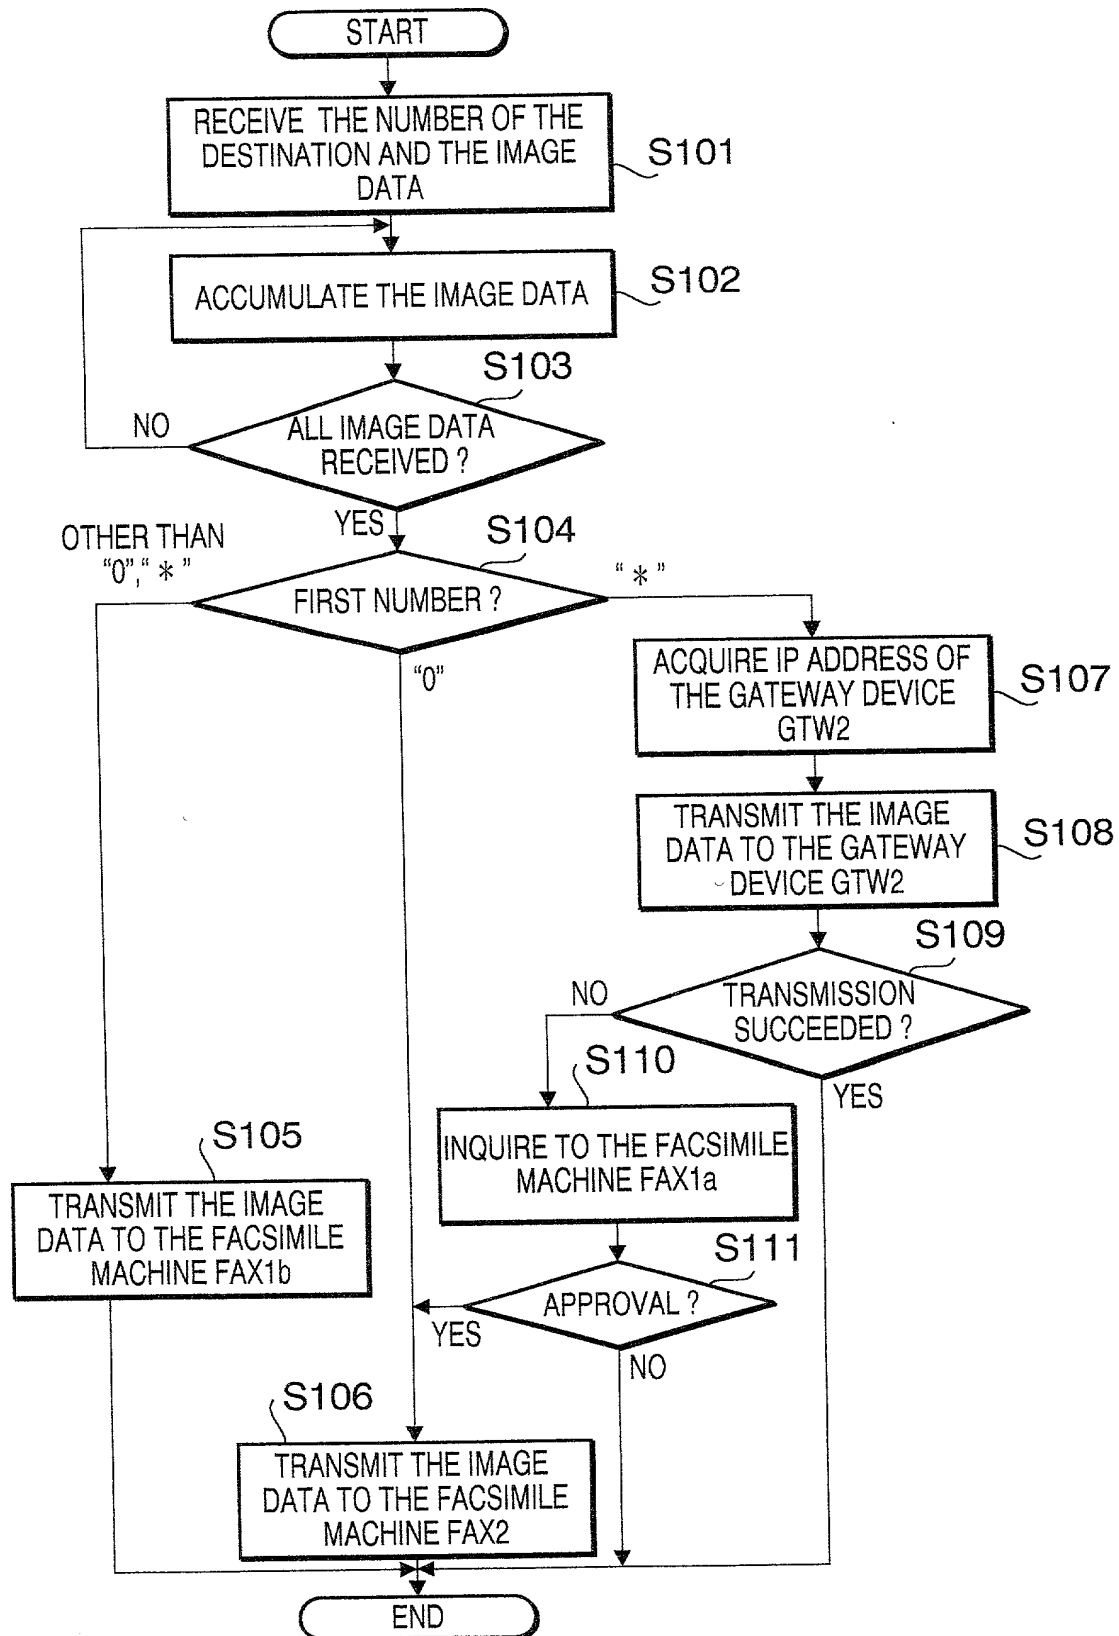 START
RECEIVE THE NUMBER OF THE
DESTINATION AND THE IMAGE
DATA
S101
ACCUMULATE THE IMAGE DATA
S102
S103
ALL IMAGE DATA
RECEIVED ?
NO
YES
S104
OTHER THAN
“0”,“ * ”
FIRST NUMBER ?
“ * ”
“0”
ACQUIRE IP ADDRESS OF
THE GATEWAY DEVICE
GTW2
S107
TRANSMIT THE IMAGE
DATA TO THE GATEWAY
DEVICE GTW2
S108
S109
TRANSMISSION
SUCCEEDED ?
NO
YES
S110
INQUIRE TO THE FACSIMILE
MACHINE FAX1a
S105
TRANSMIT THE IMAGE
DATA TO THE FACSIMILE
MACHINE FAX1b
S111
APPROVAL ?
YES
NO
S106
TRANSMIT THE IMAGE
DATA TO THE FACSIMILE
MACHINE FAX2
END